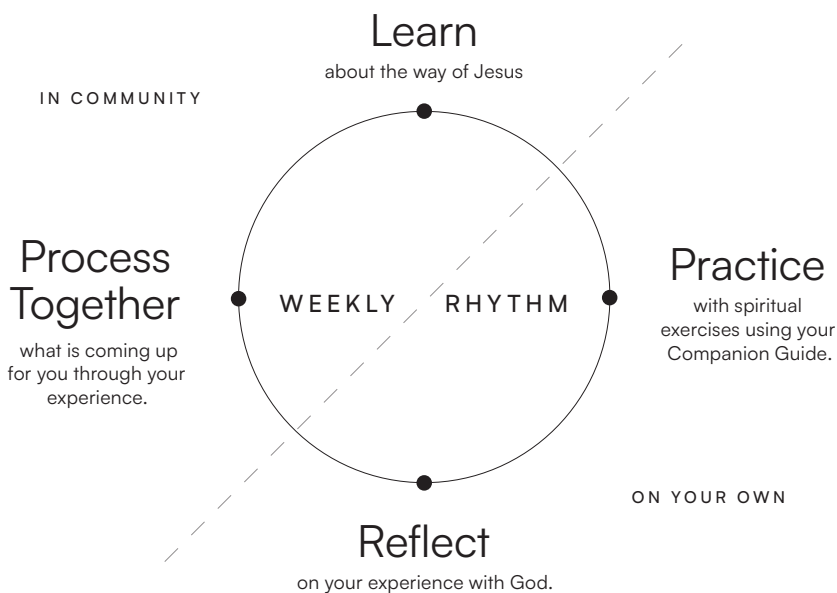 Learn
about the way of Jesus
IN COMMUNITY
Process
Together
what is coming up
for you through your
experience.
WEEKLY RHYTHM
Practice
with spiritual
exercises using your
Companion Guide.
ON YOUR OWN
Reflect
on your experience with God.